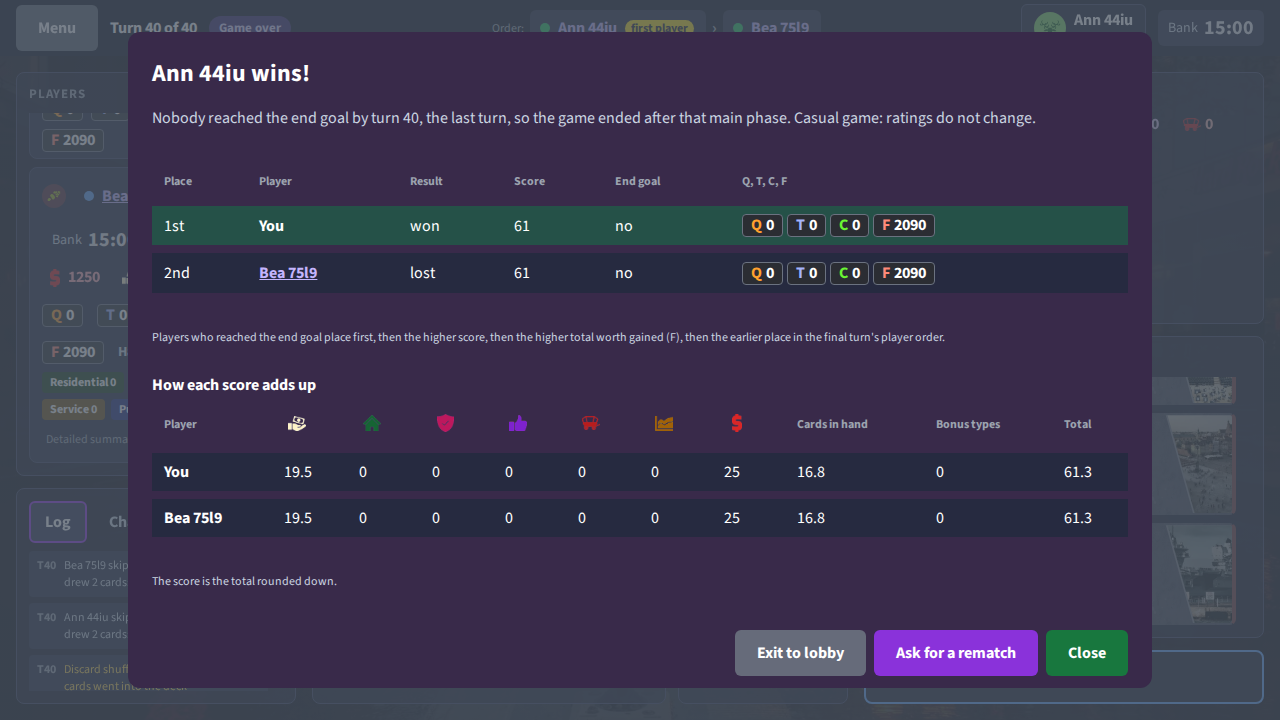 Menu
Turn 40 of 40
Game over
Order:
Ann 44iu
first player
›
Bea 75l9
Ann 44iu
Bank 15:00
PLAYERS
F 2090
Bea
Bank 15:0
$ 1250
Q 0
T 0
F 2090
Residential 0
Service 0
Detailed summa
Log
T40 Bea 75l9 skip
drew 2 cards
T40 Ann 44iu skip
drew 2 cards
T40 Discard shuff
cards went into the deck
0
0
Ann 44iu wins!
Nobody reached the end goal by turn 40, the last turn, so the game ended after that main phase. Casual game: ratings do not change.
Place Player Result Score End goal Q, T, C, F
1st You won 61 no Q 0 T 0 C 0 F 2090
2nd Bea 75l9 lost 61 no Q 0 T 0 C 0 F 2090
Players who reached the end goal place first, then the higher score, then the higher total worth gained (F), then the earlier place in the final turn's player order.
How each score adds up
Player $ Cards in hand Bonus types Total
You 19.5 0 0 0 0 0 25 16.8 0 61.3
Bea 75l9 19.5 0 0 0 0 0 25 16.8 0 61.3
The score is the total rounded down.
Exit to lobby
Ask for a rematch
Close